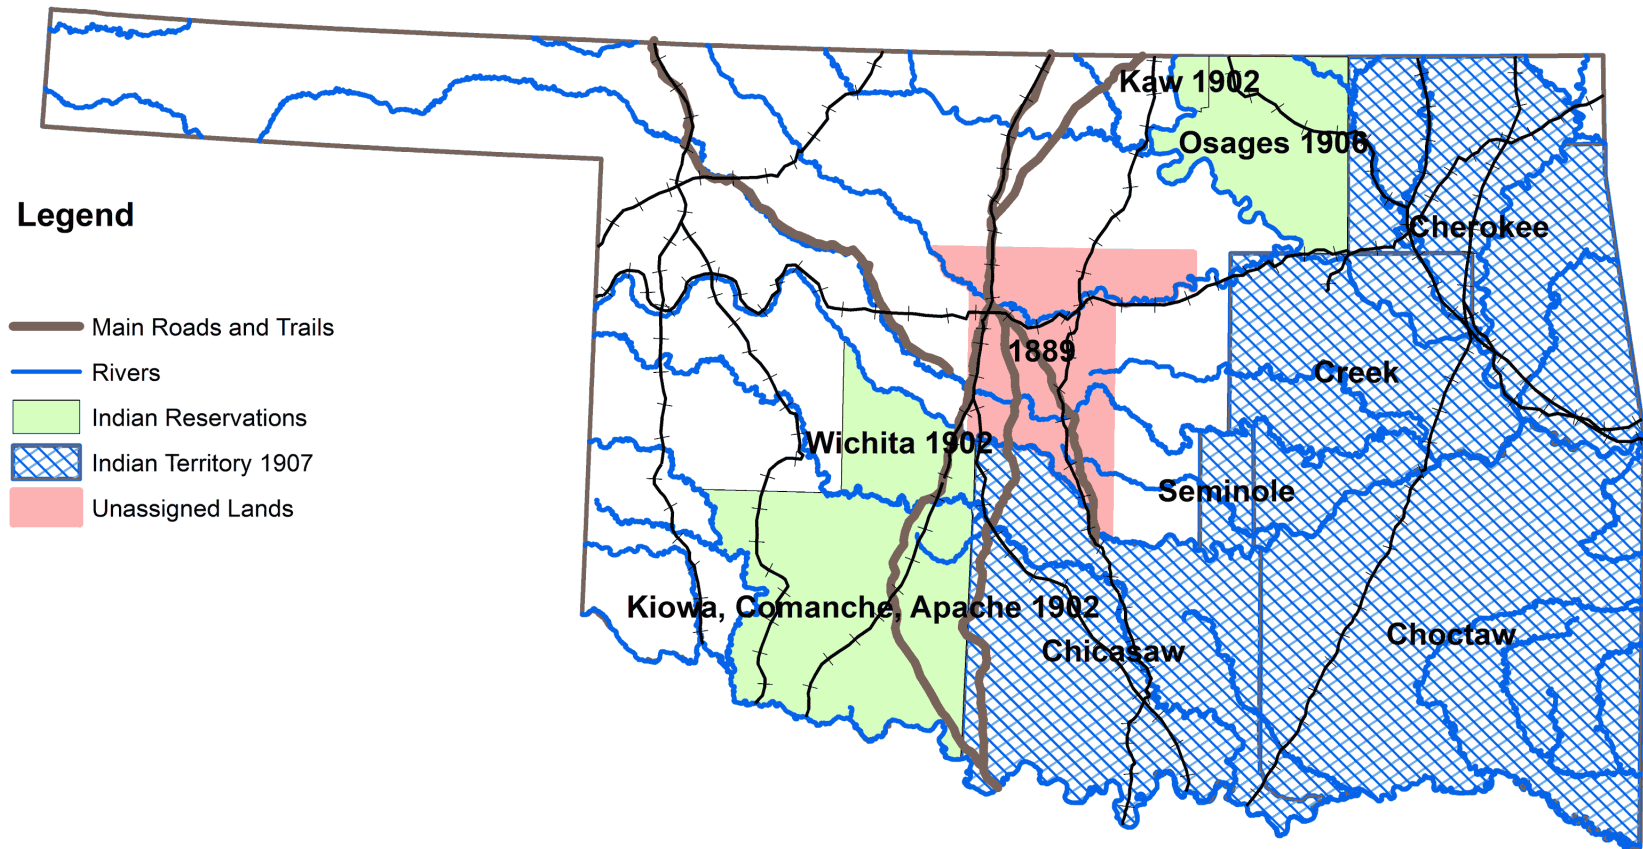 Kaw 1902
Osages 1906
Legend
Cherokee
Main Roads and Trails
1889
Rivers
Creek
Indian Reservations
Wichita 1902
Indian Territory 1907
Seminole
Unassigned Lands
Kiowa, Comanche, Apache 1902
Choctaw
Chicasaw